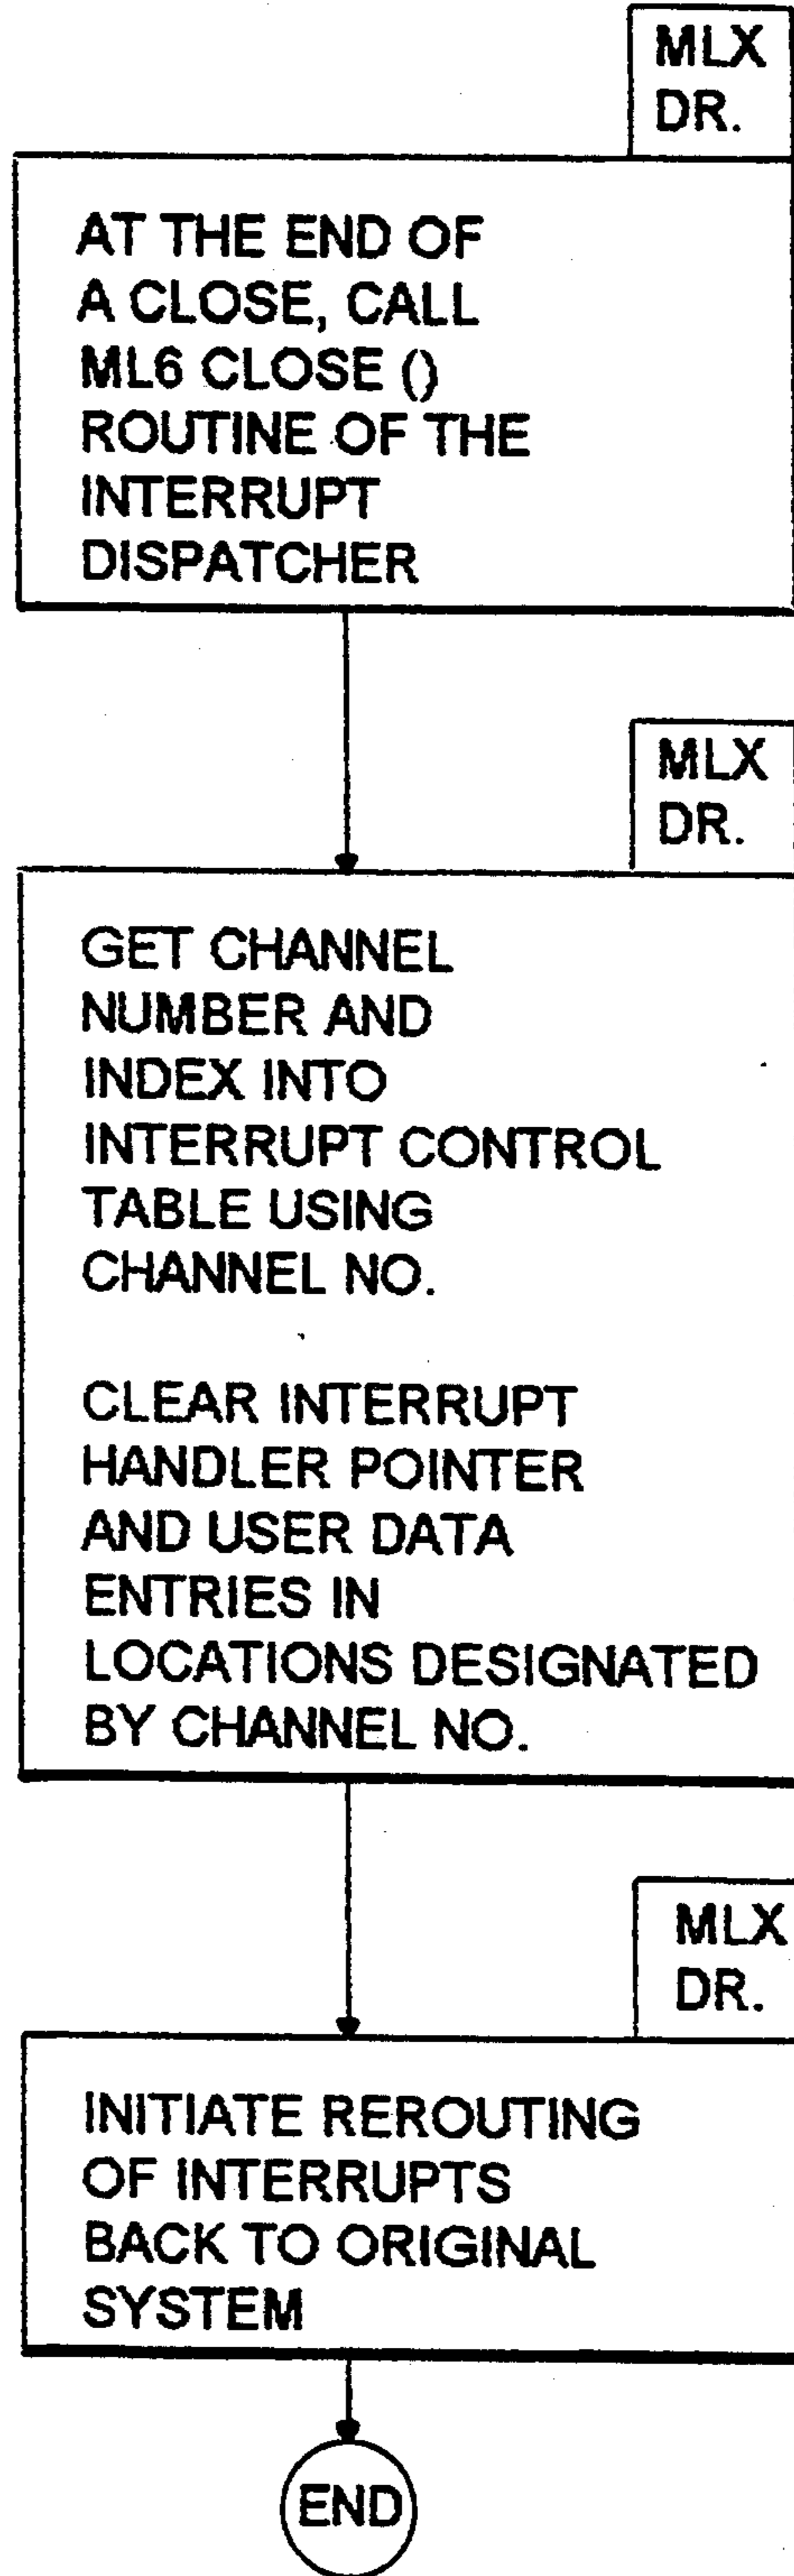 MLX
DR.
AT THE END OF
A CLOSE, CALL
ML6 CLOSE ()
ROUTINE OF THE
INTERRUPT
DISPATCHER
MLX
DR.
GET CHANNEL
NUMBER AND
INDEX INTO
INTERRUPT CONTROL
TABLE USING
CHANNEL NO.
CLEAR INTERRUPT
HANDLER POINTER
AND USER DATA
ENTRIES IN
LOCATIONS DESIGNATED
BY CHANNEL NO.
MLX
DR.
INITIATE REROUTING
OF INTERRUPTS
BACK TO ORIGINAL
SYSTEM
END